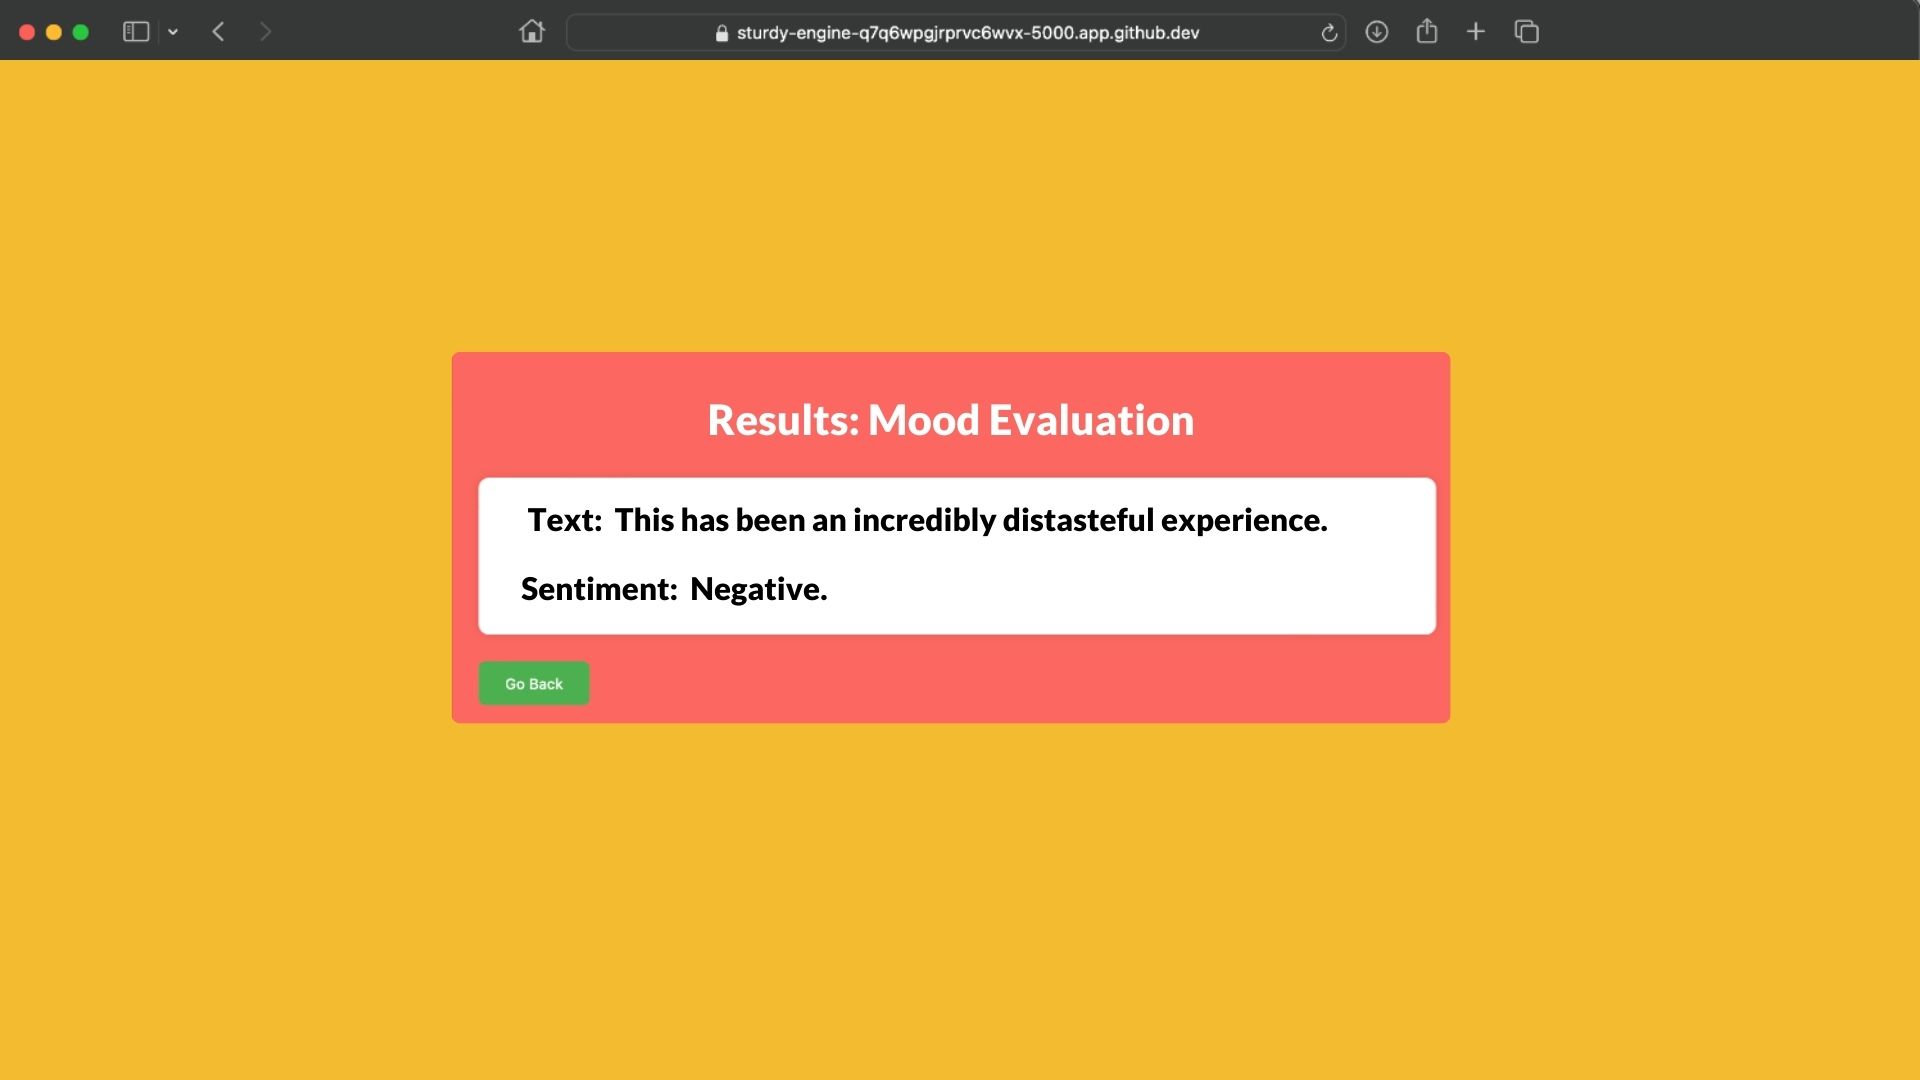 sturdy-engine-q7q6wpgjrprvc6wvx-5000.app.github.dev
Results: Mood Evaluation
Text: This has been an incredibly distasteful experience.
Sentiment: Negative.
Go Back